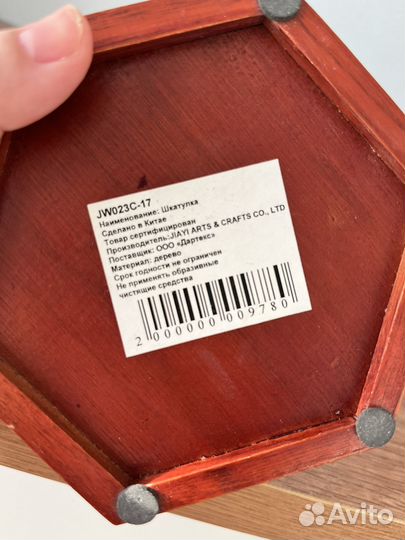 JW023C-17
Наименование: Шкатулка
Сделано в Китае
Товар сертифицирован
Производитель:JIAYI ARTS & CRAFTS CO., LTD
Поставщик: ООО «Дартекс»
Материал: дерево
Срок годности не ограничен
Не применять образивные
чистящие средства
2 000000 009780
Avito